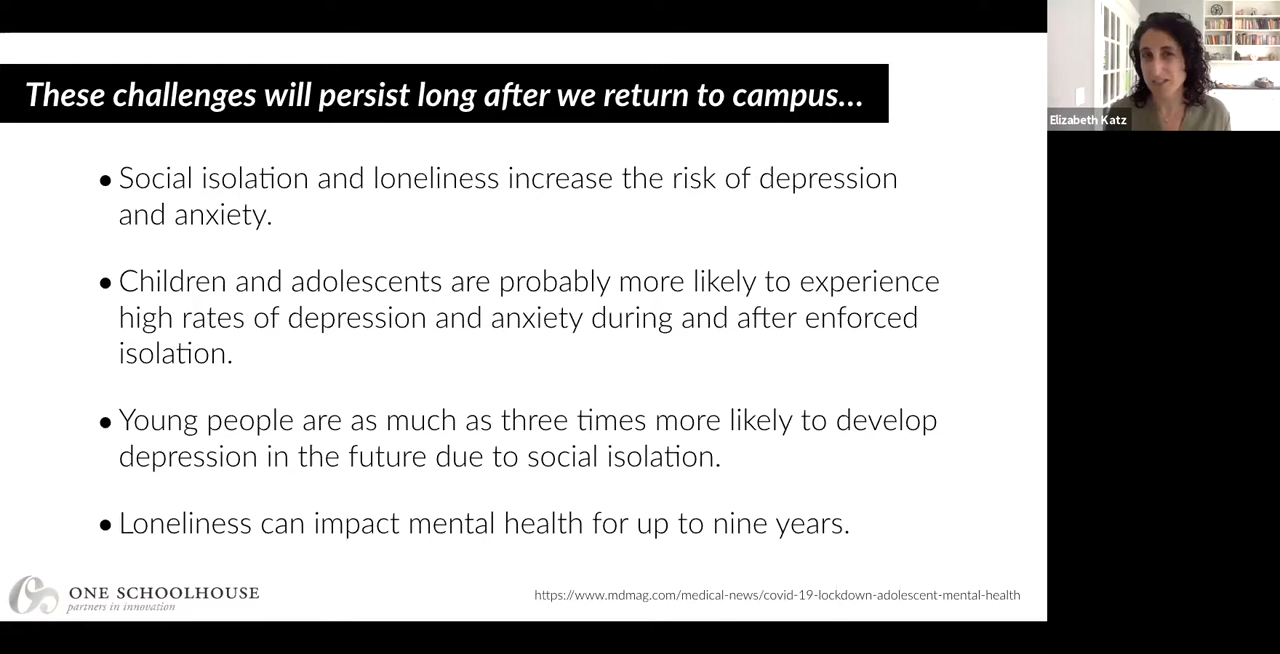 These challenges will persist long after we return to campus...
Elizabeth Katz
• Social isolation and loneliness increase the risk of depression
and anxiety.
• Children and adolescents are probably more likely to experience
high rates of depression and anxiety during and after enforced
isolation.
• Young people are as much as three times more likely to develop
depression in the future due to social isolation.
• Loneliness can impact mental health for up to nine years.
ONE SCHOOLHOUSE
partners in innovation
https://www.mdmag.com/medical-news/covid-19-lockdown-adolescent-mental-health